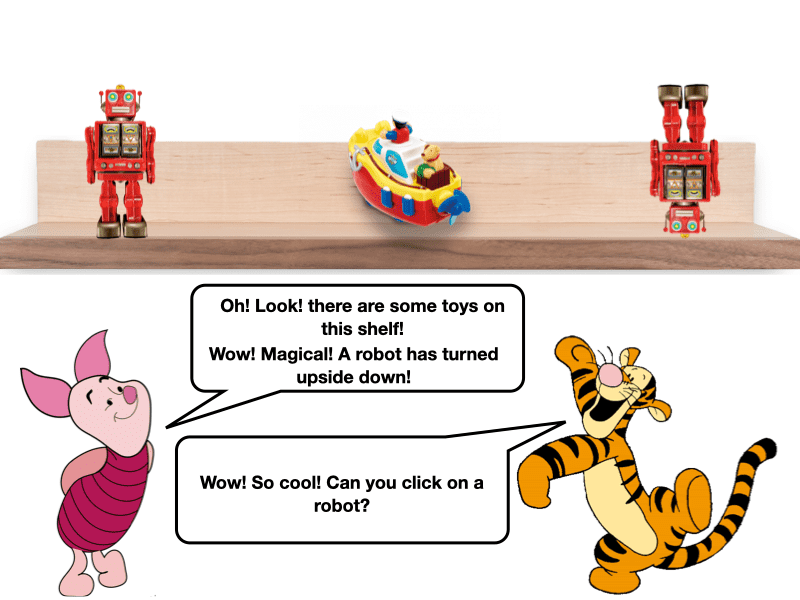 Oh! Look! there are some toys on
this shelf!
Wow! Magical! A robot has turned
upside down!
Wow! So cool! Can you click on a
robot?